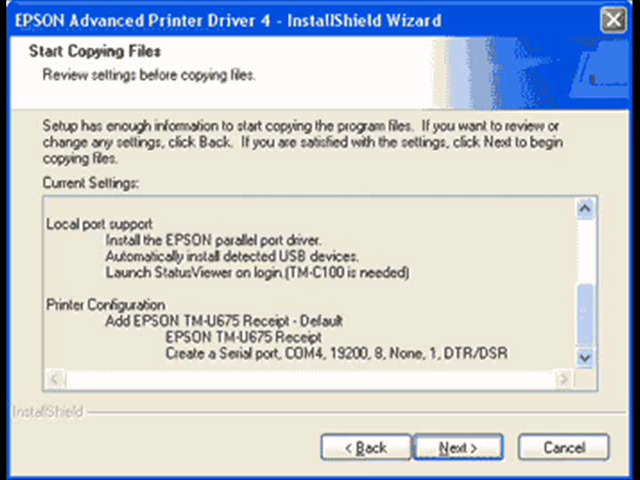 EPSON Advanced Printer Driver 4 - InstallShield Wizard
Start Copying Files
Review settings before copying files.
Setup has enough information to start copying the program files. If you want to review or
change any settings, click Back. If you are satisfied with the settings, click Next to begin
copying files.
Current Settings:
Local port support
Install the EPSON parallel port driver.
Automatically install detected USB devices.
Launch StatusViewer on login.(TM-C100 is needed)
Printer Configuration
Add EPSON TM-U675 Receipt - Default
EPSON TM-U675 Receipt
Create a Serial port, COM4, 19200, 8, None, 1, DTR/DSR
InstallShield
< Back
Next >
Cancel